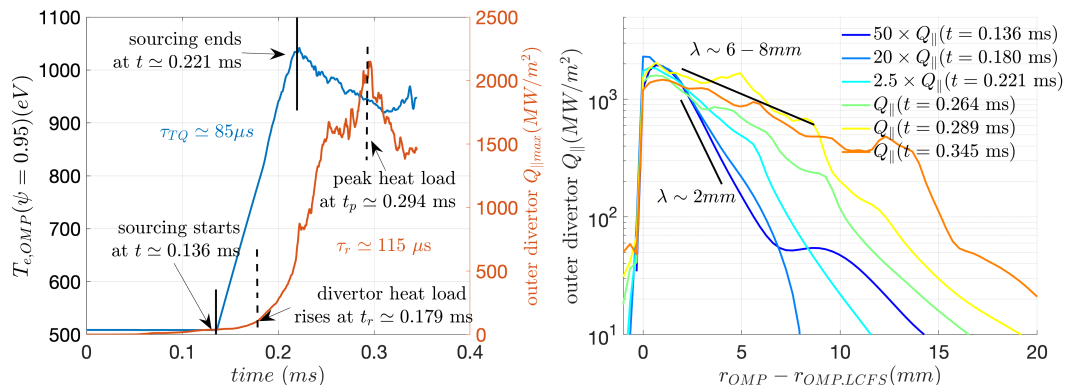 1100
1000
900
800
700
600
500
T_{e,OMP}(ψ = 0.95)(eV)
sourcing ends
at t ≃ 0.221 ms
τ_{TQ} ≃ 85μs
sourcing starts
at t ≃ 0.136 ms
peak heat load
at t_p ≃ 0.294 ms
τ_r ≃ 115 μs
divertor heat load
rises at t_r ≃ 0.179 ms
2500
2000
1500
1000
500
0
outer divertor Q_{∥max}(MW/m²)
0
0.1
0.2
0.3
0.4
time (ms)
10³
10²
10¹
outer divertor Q_∥(MW/m²)
λ ∼ 6 − 8mm
λ ∼ 2mm
50 × Q_∥(t = 0.136 ms)
20 × Q_∥(t = 0.180 ms)
2.5 × Q_∥(t = 0.221 ms)
Q_∥(t = 0.264 ms)
Q_∥(t = 0.289 ms)
Q_∥(t = 0.345 ms)
0
5
10
15
20
r_{OMP} − r_{OMP,LCFS}(mm)